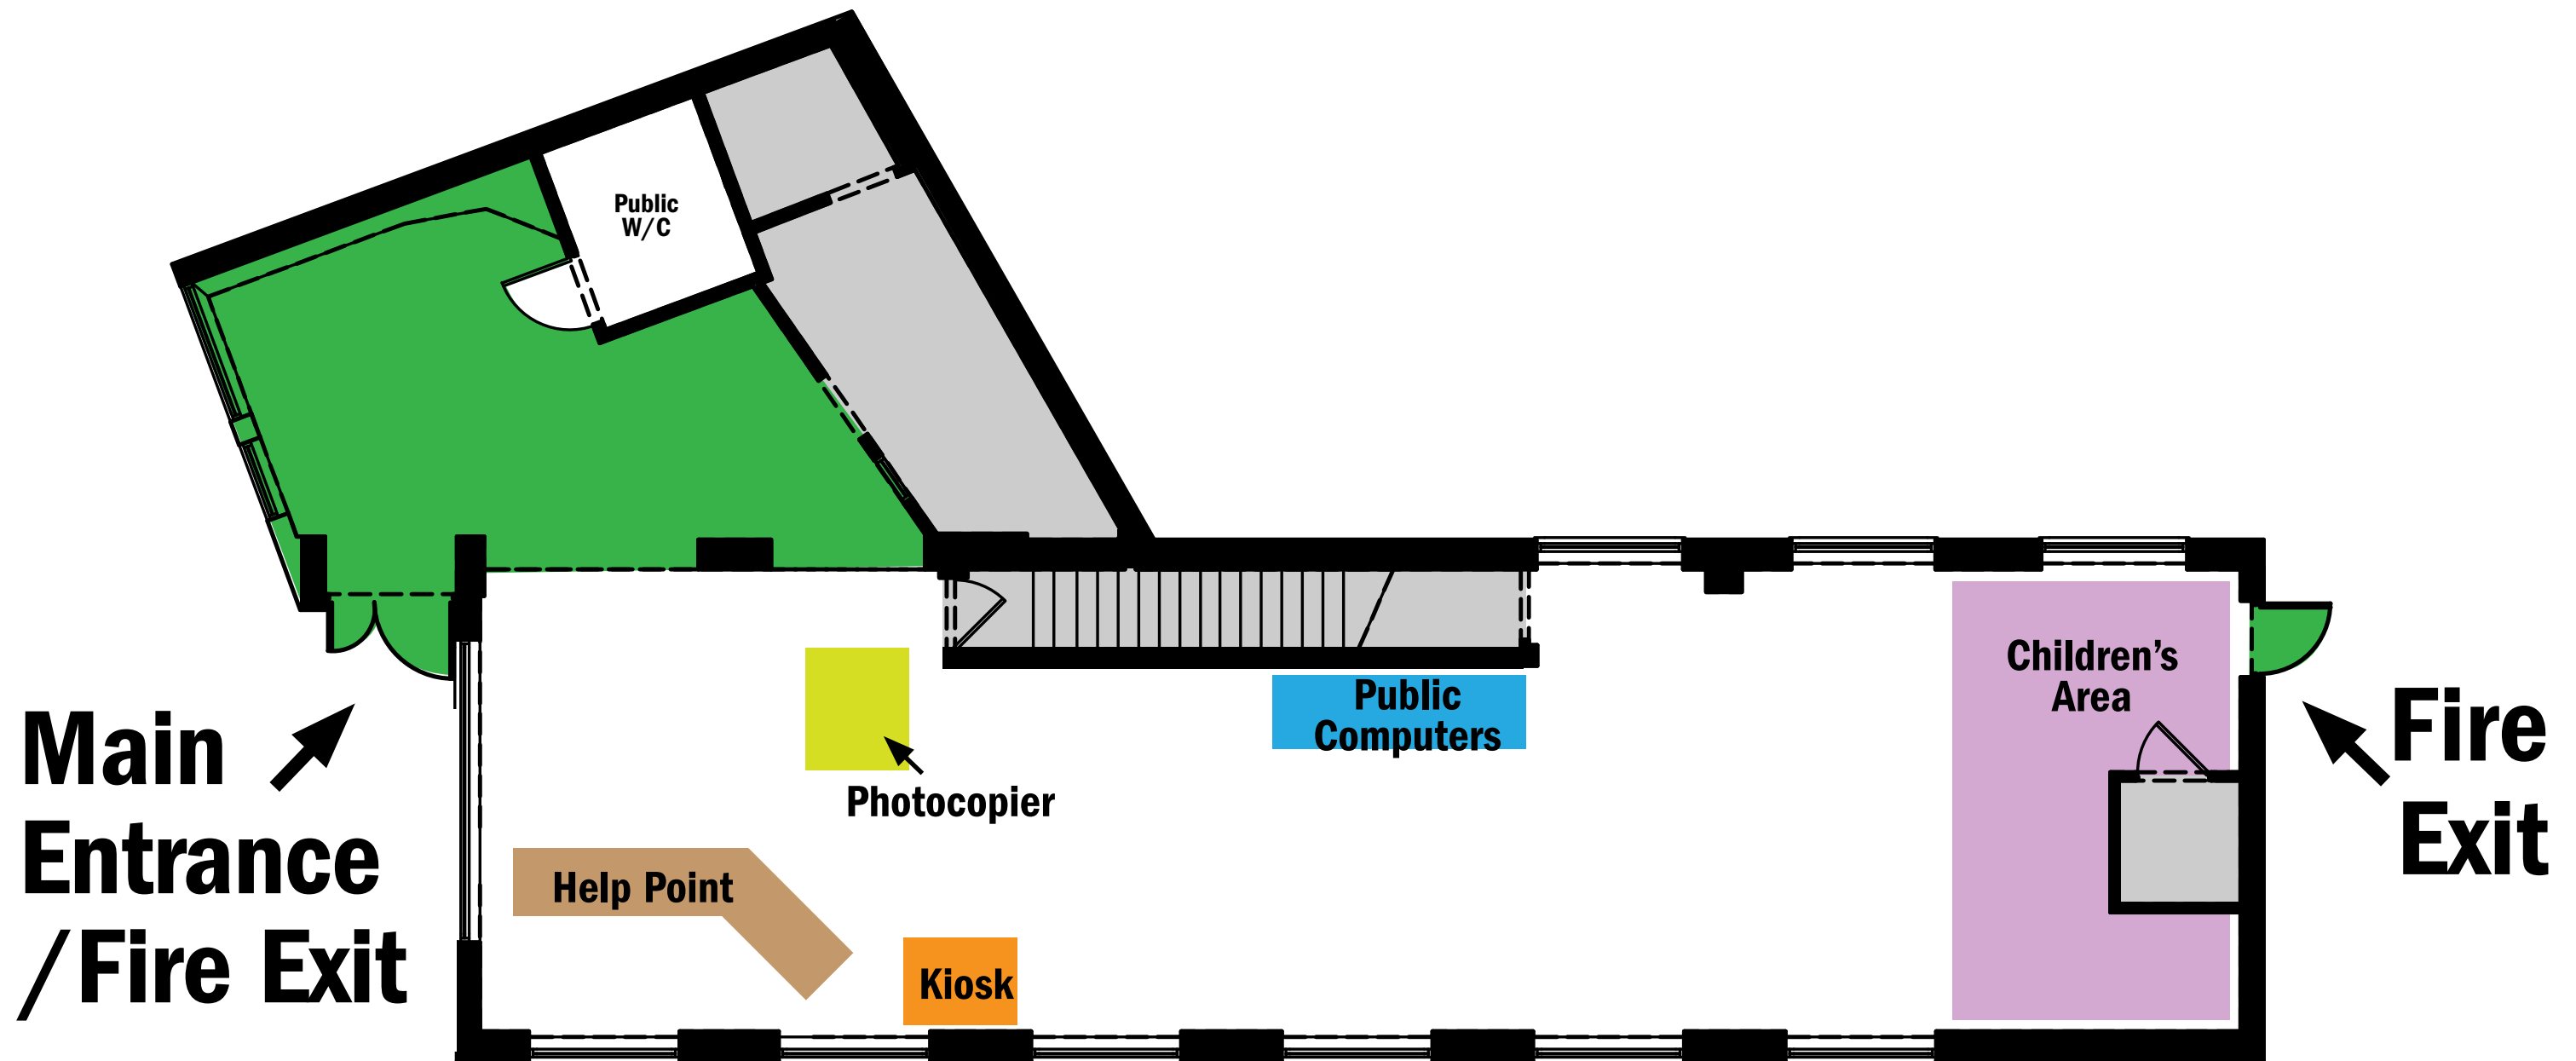 Public
W/C
Main
Entrance
/Fire Exit
Photocopier
Public
Computers
Children's
Area
Fire
Exit
Help Point
Kiosk